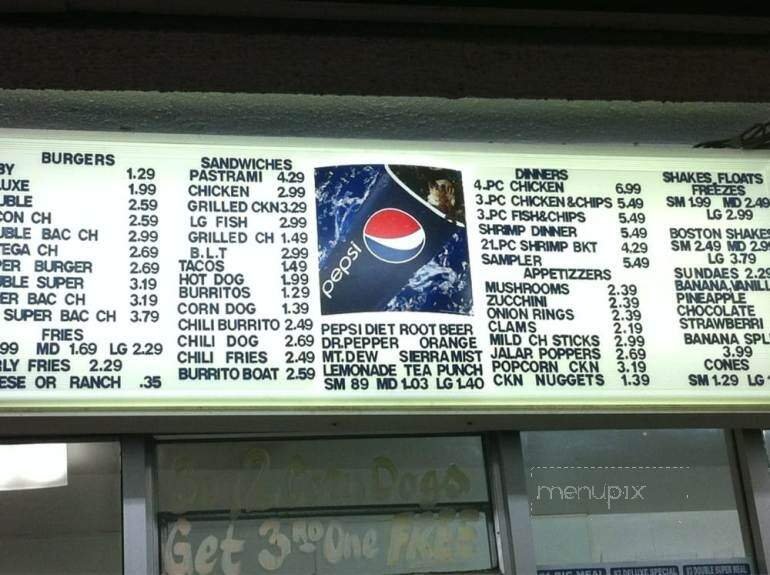 BURGERS
BY 1.29
LUXE 1.99
UBLE 2.59
CON CH 2.59
UBLE BAC CH 2.99
TEGA CH 2.69
PER BURGER 2.69
BLE SUPER 3.19
ER BAC CH 3.19
SUPER BAC CH 3.79
FRIES
99 MD 1.69 LG 2.29
RLY FRIES 2.29
ESE OR RANCH .35
SANDWICHES
PASTRAMI 4.29
CHICKEN 2.99
GRILLED CKN 3.29
LG FISH 2.99
GRILLED CH 1.49
B.L.T 2.99
TACOS 1.49
HOT DOG 1.99
BURRITOS 1.29
CORN DOG 1.39
CHILI BURRITO 2.49
CHILI DOG 2.69
CHILI FRIES 2.49
BURRITO BOAT 2.59
pepsi
PEPSI DIET ROOT BEER
DR.PEPPER ORANGE
MT.DEW SIERRA MIST
LEMONADE TEA PUNCH
SM 89 MD 1.03 LG 1.40
DINNERS
4.PC CHICKEN 6.99
3.PC CHICKEN & CHIPS 5.49
3.PC FISH&CHIPS 5.49
SHRIMP DINNER 5.49
21.PC SHRIMP BKT 4.29
SAMPLER 5.49
APPETIZZERS
MUSHROOMS 2.39
ZUCCHINI 2.39
ONION RINGS 2.39
CLAMS 2.19
MILD CH STICKS 2.99
JALAR POPPERS 2.69
POPCORN CKN 3.19
CKN NUGGETS 1.39
SHAKES, FLOATS
FREEZES
SM 1.99 MD 2.49
LG 2.99
BOSTON SHAKES
SM 2.49 MD 2.9
LG 3.79
SUNDAES 2.29
BANANA, VANILL
PINEAPPLE
CHOCOLATE
STRAWBERRI
BANANA SPL
3.99
CONES
SM 1.29 LG
Dogs
Get 3RD One FREE
menupix
#2 DELUXE SPECIAL #3 DOUBLE SUPER MEAL